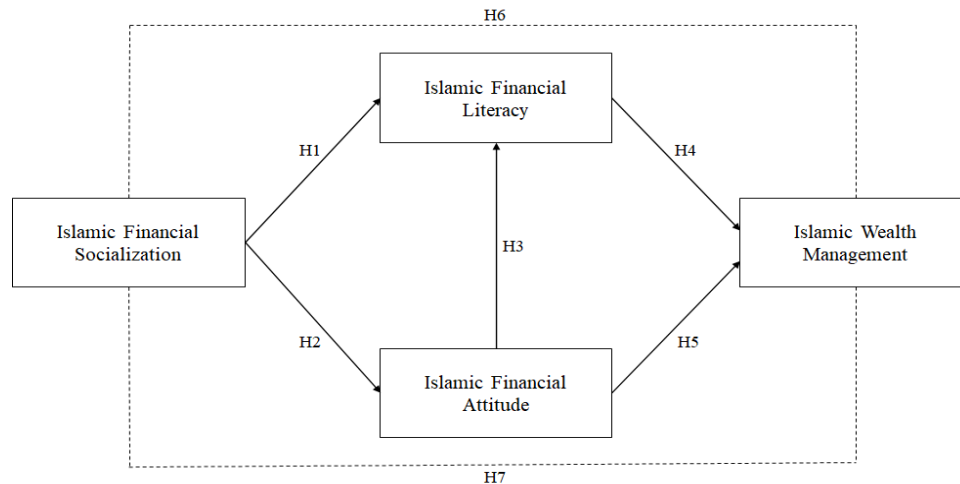 H6
Islamic Financial
Literacy
H1
H4
Islamic Financial
Socialization
H3
Islamic Wealth
Management
H2
H5
Islamic Financial
Attitude
H7